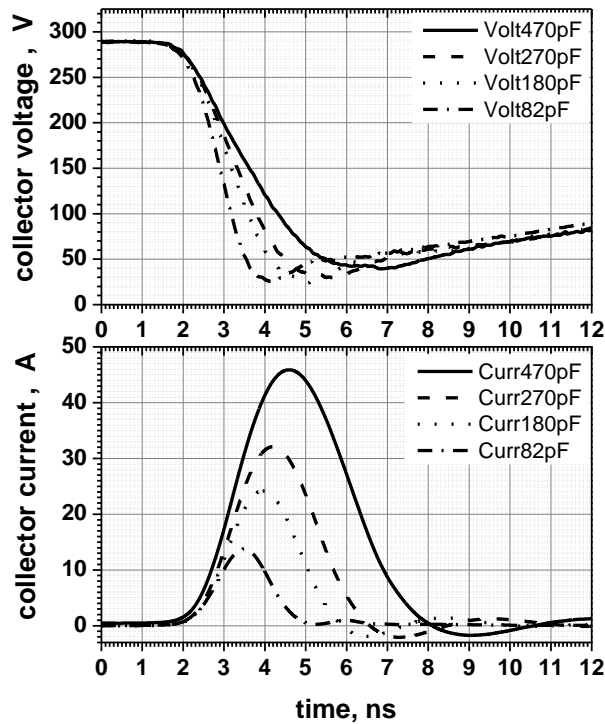 collector voltage , V
300
250
200
150
100
50
0
Volt470pF
Volt270pF
Volt180pF
Volt82pF
0 1 2 3 4 5 6 7 8 9 10 11 12
collector current , A
50
40
30
20
10
0
Curr470pF
Curr270pF
Curr180pF
Curr82pF
0 1 2 3 4 5 6 7 8 9 10 11 12
time, ns